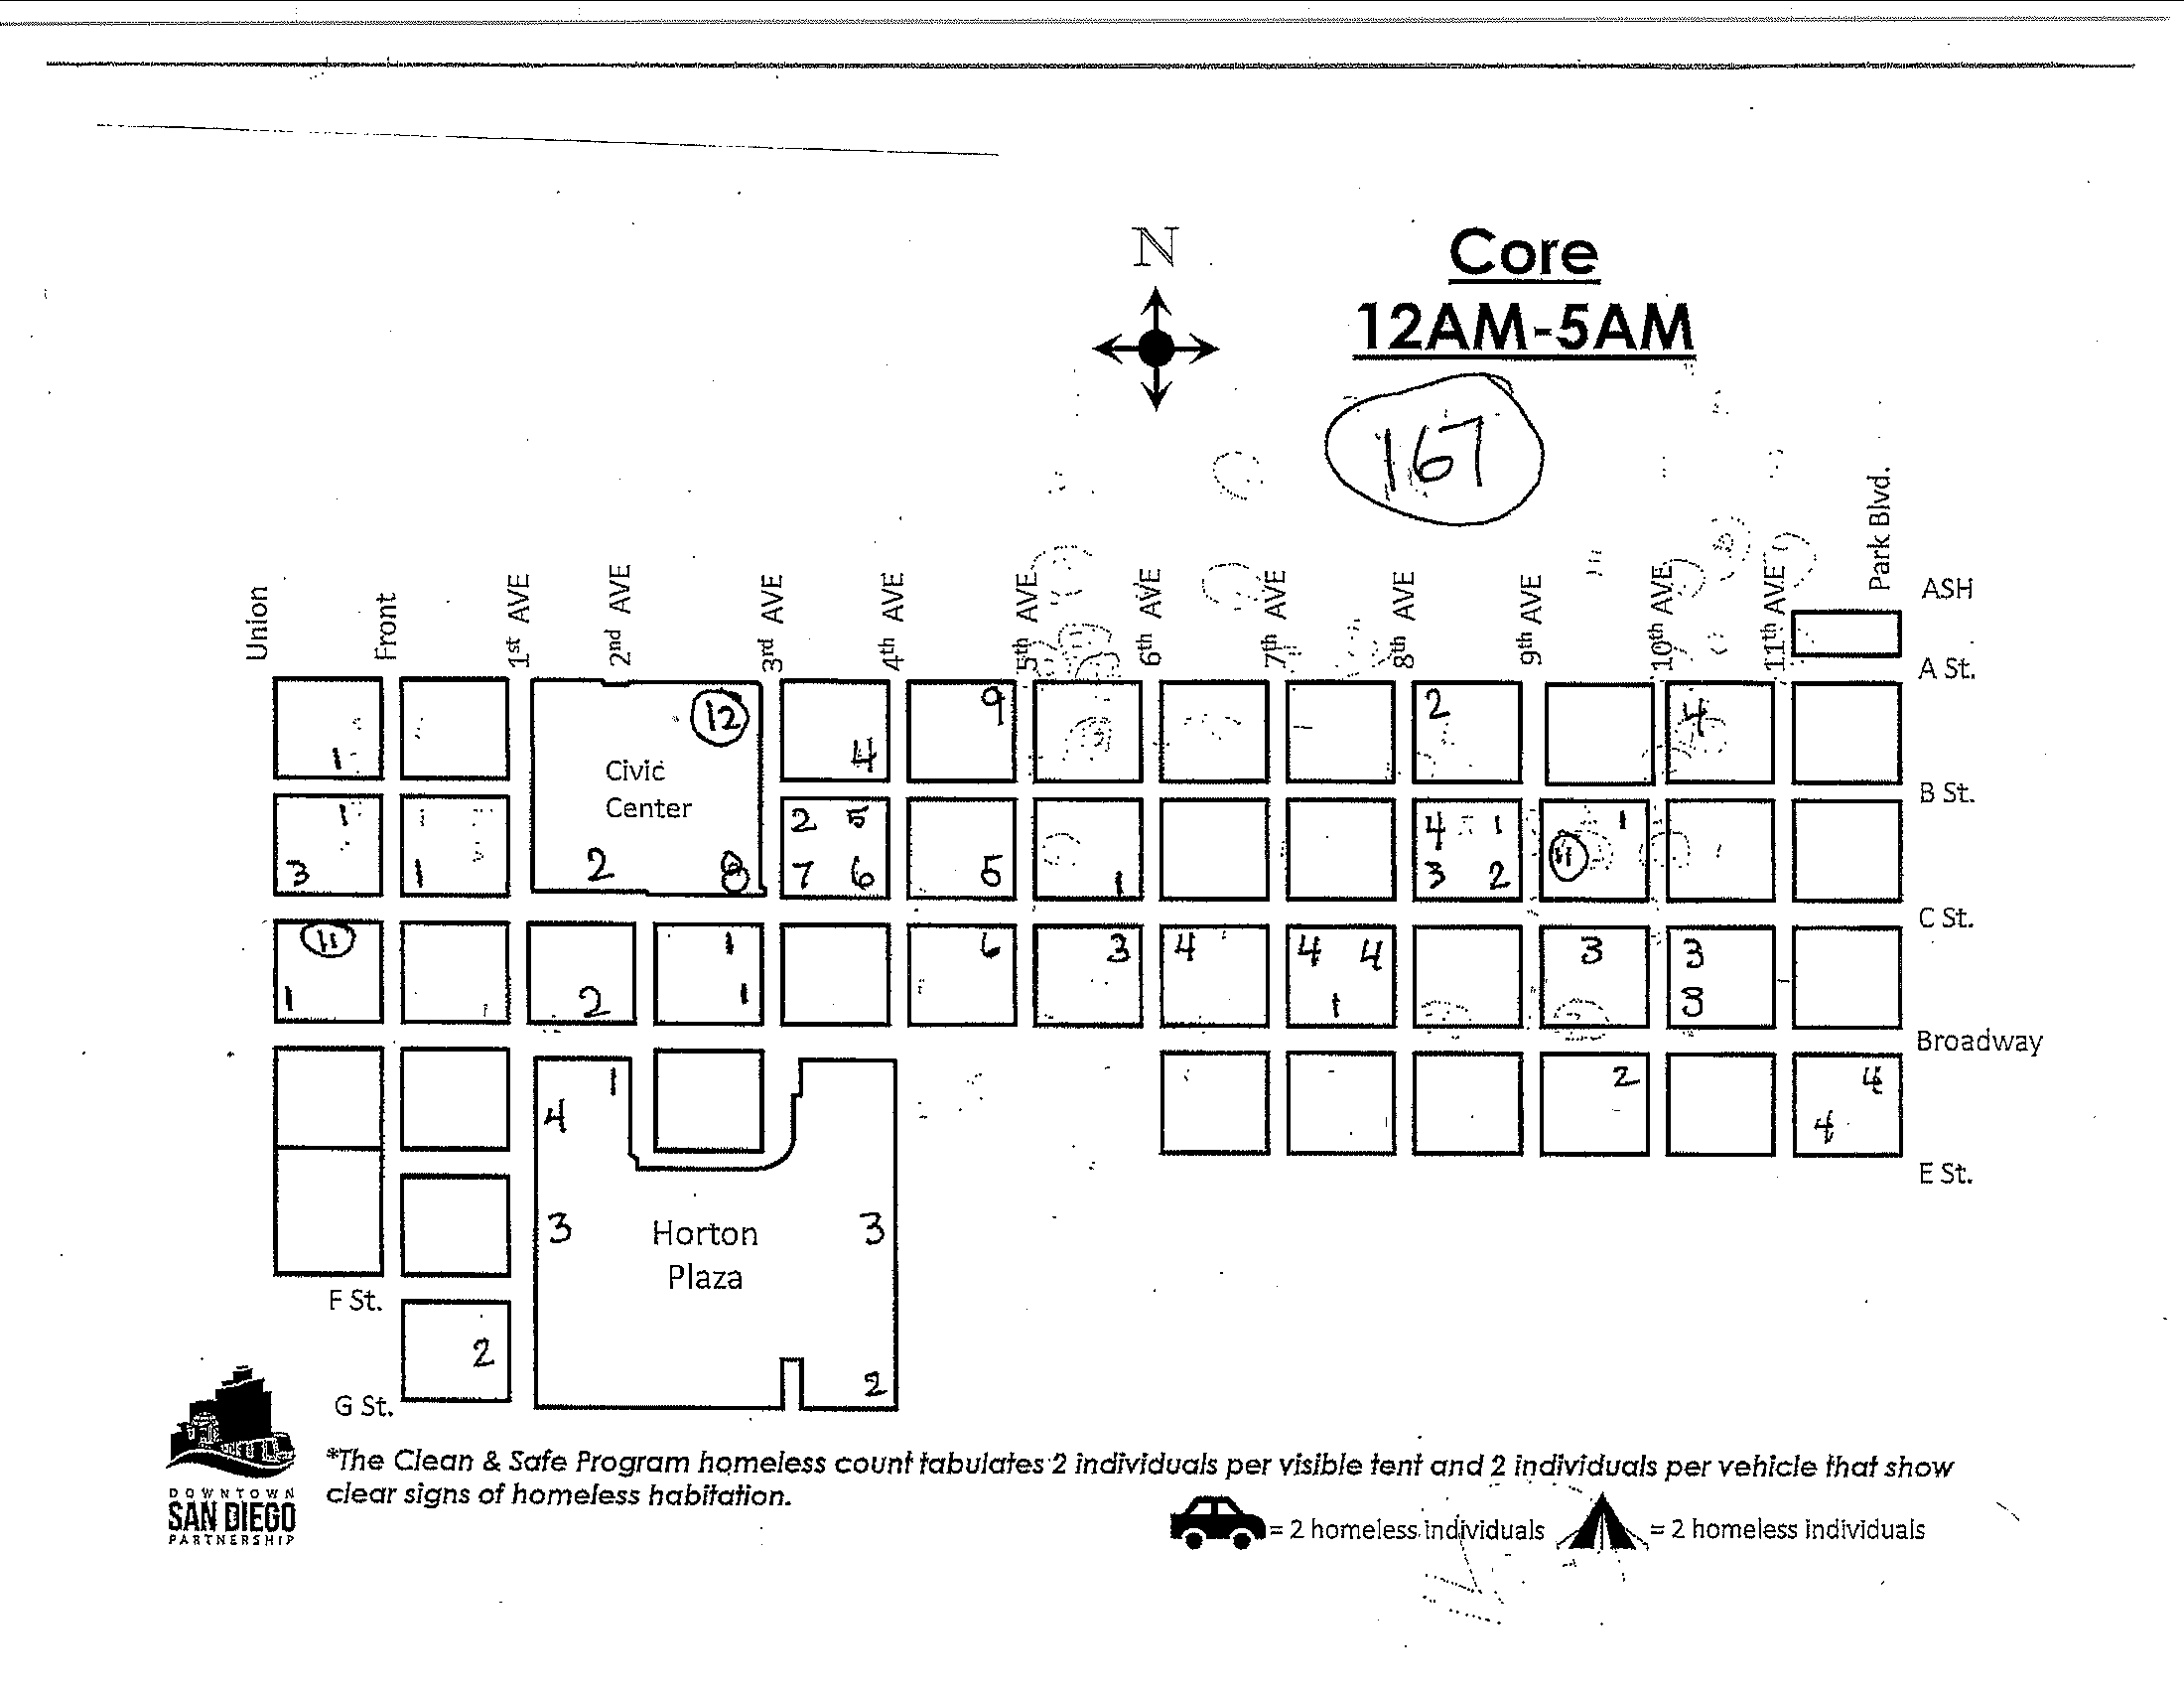 N
Core
12AM-5AM
167
Union
Front
1st AVE
2nd AVE
3rd AVE
4th AVE
5th AVE
6th AVE
7th AVE
8th AVE
9th AVE
10th AVE
11th AVE
Park Blvd.
ASH
A St.
1
12
4
9
2
4
Civic
Center
B St.
1
3
1
2
8
2 5
7 6
5
1
4 1
3 2
11
1
C St.
11
1
2
1
1
6
3
4
4 4
1
3
3
3
Broadway
1
4
2
4
4
E St.
3
Horton
Plaza
3
F St.
2
2
G St.
*The Clean & Safe Program homeless count tabulates 2 individuals per visible tent and 2 individuals per vehicle that show
clear signs of homeless habitation.
DOWNTOWN
SAN DIEGO
PARTNERSHIP
= 2 homeless individuals
= 2 homeless individuals